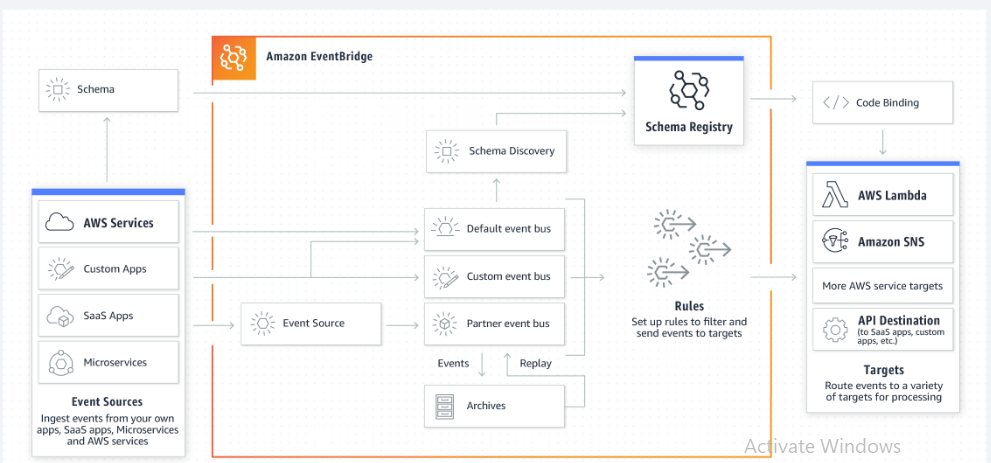 Amazon EventBridge
Schema
Schema Registry
Code Binding
Schema Discovery
AWS Services
Custom Apps
SaaS Apps
Microservices
Event Sources
Ingest events from your own
apps, SaaS apps, Microservices
and AWS services
Event Source
Default event bus
Custom event bus
Partner event bus
Events
Replay
Archives
Rules
Set up rules to filter and
send events to targets
AWS Lambda
Amazon SNS
More AWS service targets
API Destination
(to SaaS apps, custom
apps, etc.)
Targets
Route events to a variety
of targets for processing
Activate Windows